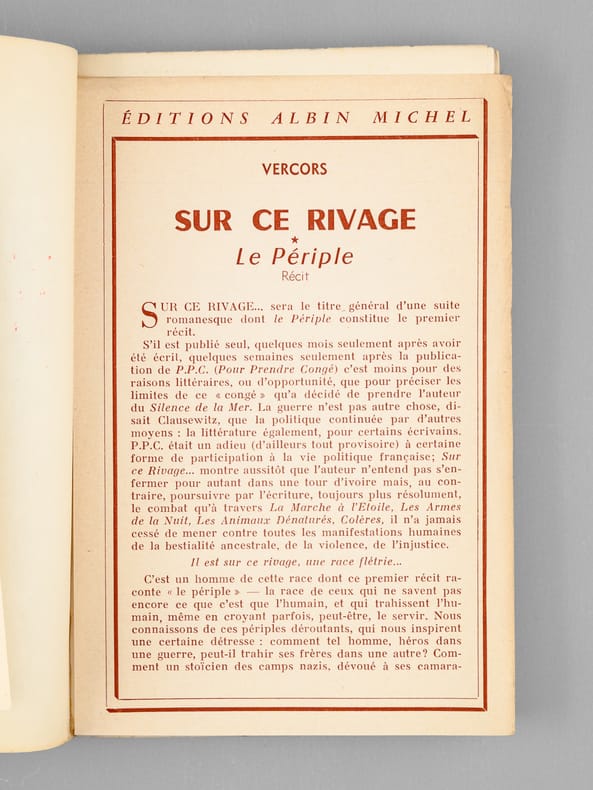 ÉDITIONS ALBIN MICHEL
VERCORS
SUR CE RIVAGE
*
Le Périple
Récit
SUR CE RIVAGE... sera le titre général d'une suite
romanesque dont le Périple constitue le premier
récit.
S'il est publié seul, quelques mois seulement après avoir
été écrit, quelques semaines seulement après la publica-
tion de P.P.C. (Pour Prendre Congé) c'est moins pour des
raisons littéraires, ou d'opportunité, que pour préciser les
limites de ce « congé » qu'a décidé de prendre l'auteur
du Silence de la Mer. La guerre n'est pas autre chose, di-
sait Clausewitz, que la politique continuée par d'autres
moyens : la littérature également, pour certains écrivains.
P.P.C. était un adieu (d'ailleurs tout provisoire) à certaine
forme de participation à la vie politique française; Sur
ce Rivage... montre aussitôt que l'auteur n'entend pas s'en-
fermer pour autant dans une tour d'ivoire mais, au con-
traire, poursuivre par l'écriture, toujours plus résolument,
le combat qu'à travers La Marche à l'Etoile, Les Armes
de la Nuit, Les Animaux Dénaturés, Colères, il n'a jamais
cessé de mener contre toutes les manifestations humaines
de la bestialité ancestrale, de la violence, de l'injustice.
Il est sur ce rivage, une race flétrie...
C'est un homme de cette race dont ce premier récit ra-
conte « le périple » — la race de ceux qui ne savent pas
encore ce que c'est que l'humain, et qui trahissent l'hu-
main, même en croyant parfois, peut-être, le servir. Nous
connaissons de ces périples déroutants, qui nous inspirent
une certaine détresse : comment tel homme, héros dans
une guerre, peut-il trahir ses frères dans une autre? Com-
ment un stoïcien des camps nazis, dévoué à ses camara-